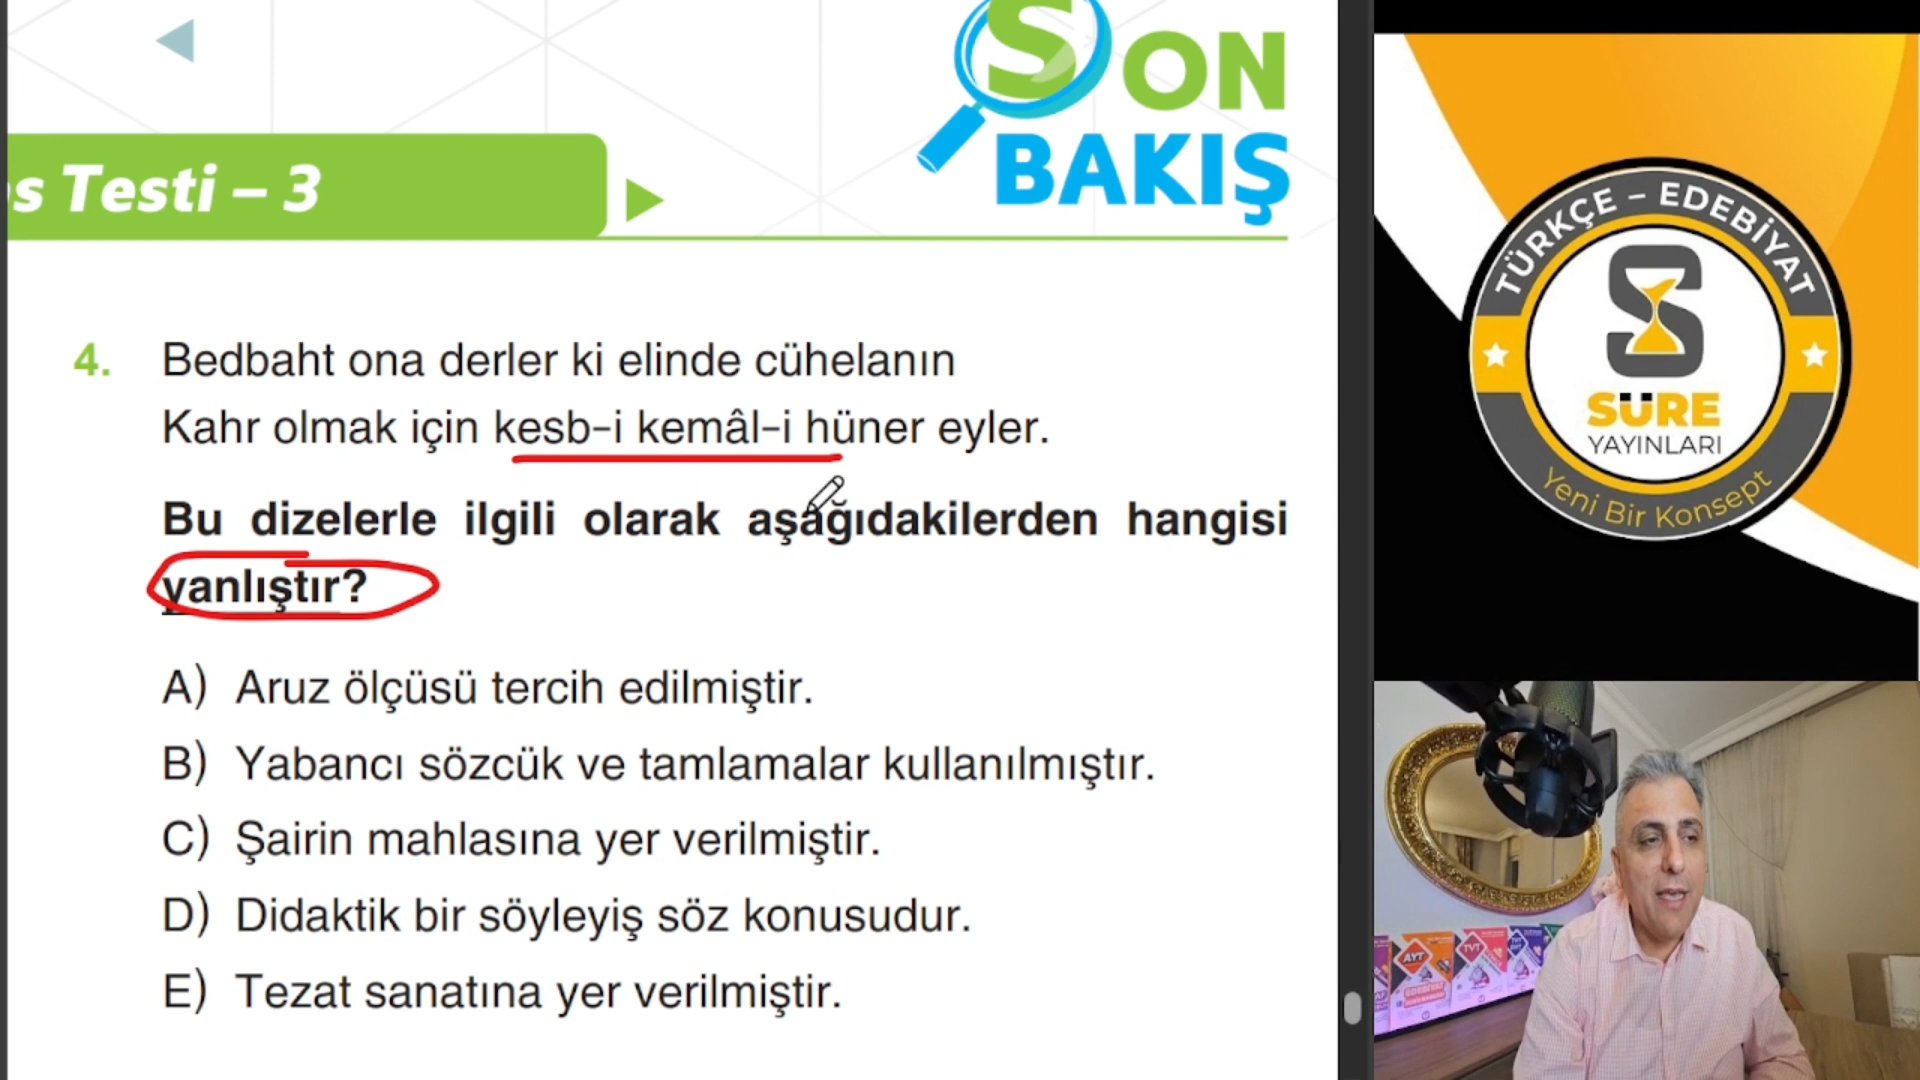 SON
BAKIŞ
s Testi – 3
4. Bedbaht ona derler ki elinde cühelanın
Kahr olmak için kesb-i kemâl-i hüner eyler.
Bu dizelerle ilgili olarak aşağıdakilerden hangisi
yanlıştır?
A) Aruz ölçüsü tercih edilmiştir.
B) Yabancı sözcük ve tamlamalar kullanılmıştır.
C) Şairin mahlasına yer verilmiştir.
D) Didaktik bir söyleyiş söz konusudur.
E) Tezat sanatına yer verilmiştir.
TÜRKÇE – EDEBİYAT
SÜRE
YAYINLARI
Yeni Bir Konsept
AYT
TYT